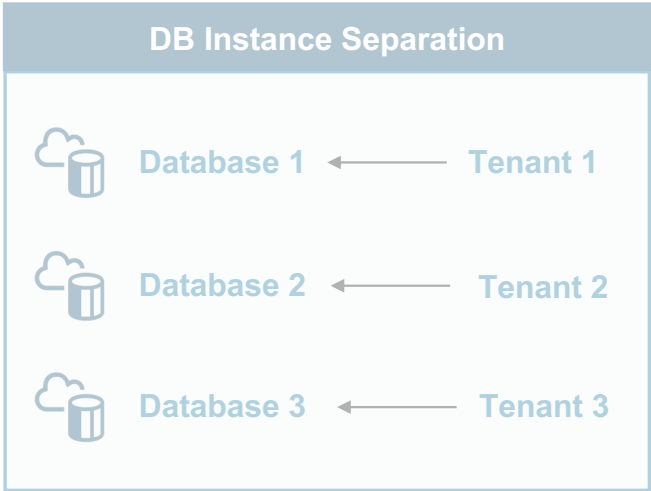 DB Instance Separation
Database 1 Tenant 1
Database 2 Tenant 2
Database 3 Tenant 3